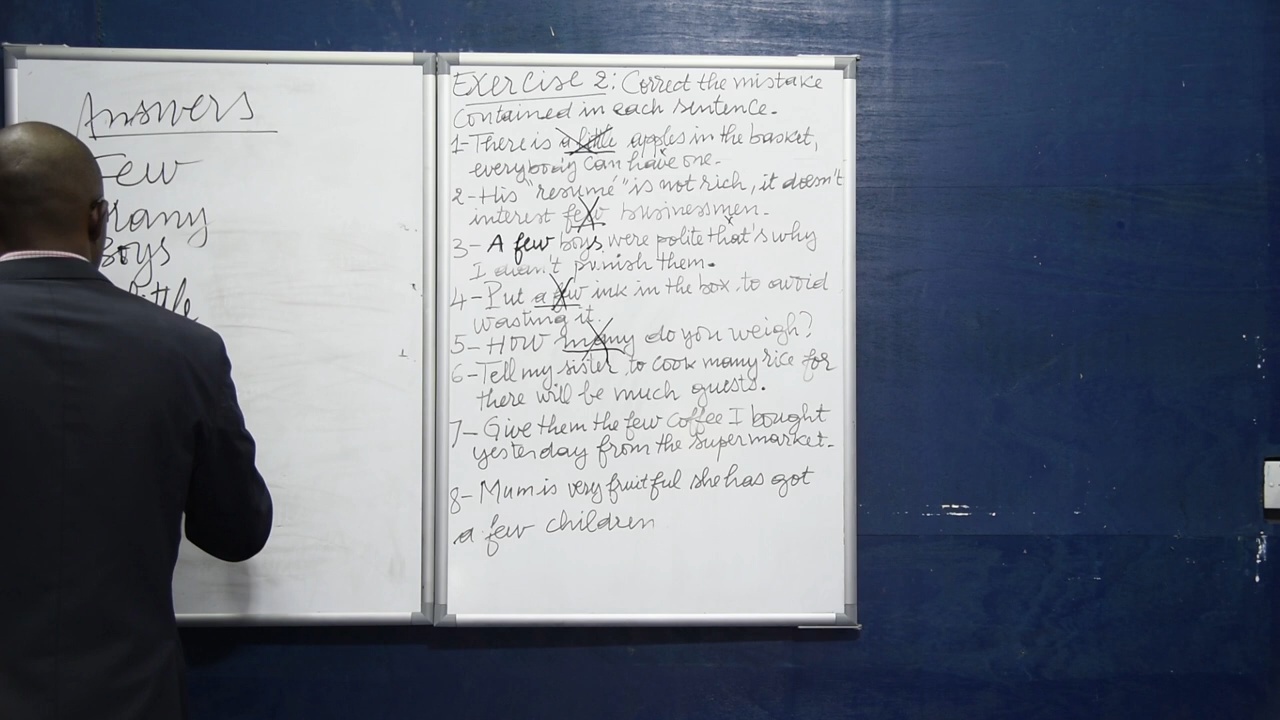 Answers
Few
Many
Boys
little
Exercise 2: Correct the mistake
contained in each sentence.
1- There is a little apples in the basket,
everybody can have one.
2- His "resumé" is not rich, it doesn't
interest few businessmen.
3- A few boys were polite that's why
I didn't punish them.
4- Put a few ink in the box, to avoid
wasting it.
5- HOW many do you weigh?
6- Tell my sister, to cook many rice for
there will be much guests.
7- Give them the few coffee I bought
yesterday from the supermarket.
8- Mum is very fruitful she has got
a few children